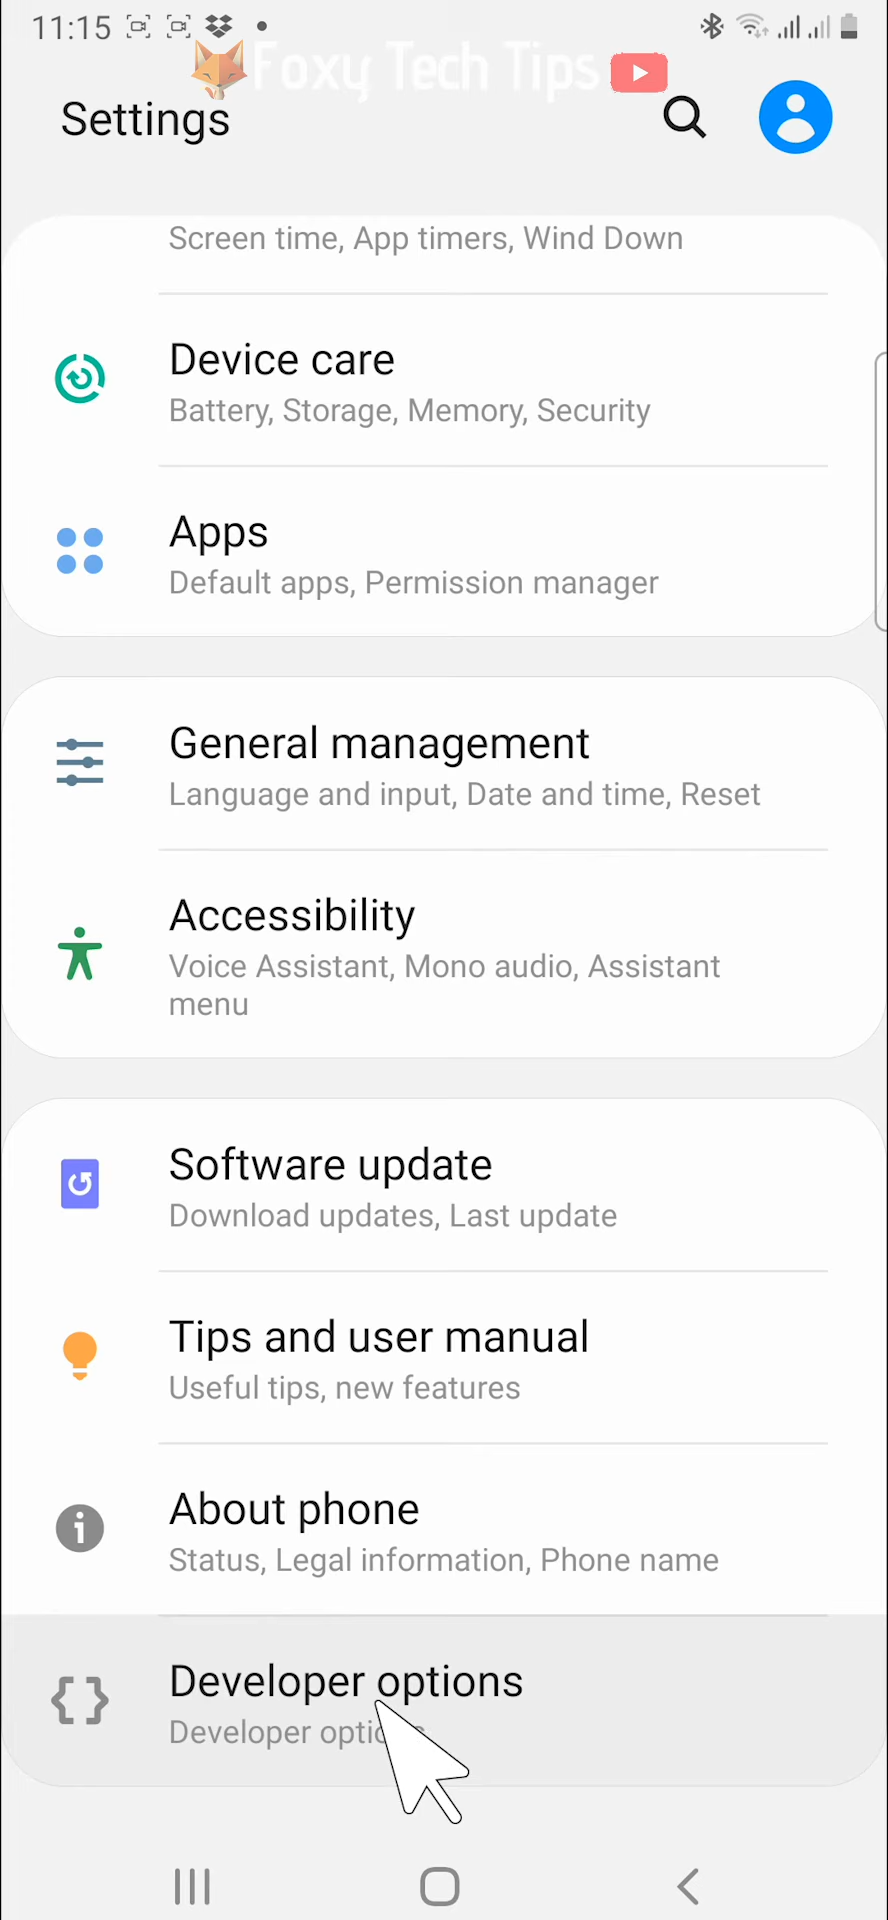 11:15
Foxy Tech Tips
Settings
Screen time, App timers, Wind Down
Device care
Battery, Storage, Memory, Security
Apps
Default apps, Permission manager
General management
Language and input, Date and time, Reset
Accessibility
Voice Assistant, Mono audio, Assistant
menu
Software update
Download updates, Last update
Tips and user manual
Useful tips, new features
About phone
Status, Legal information, Phone name
Developer options
Developer options